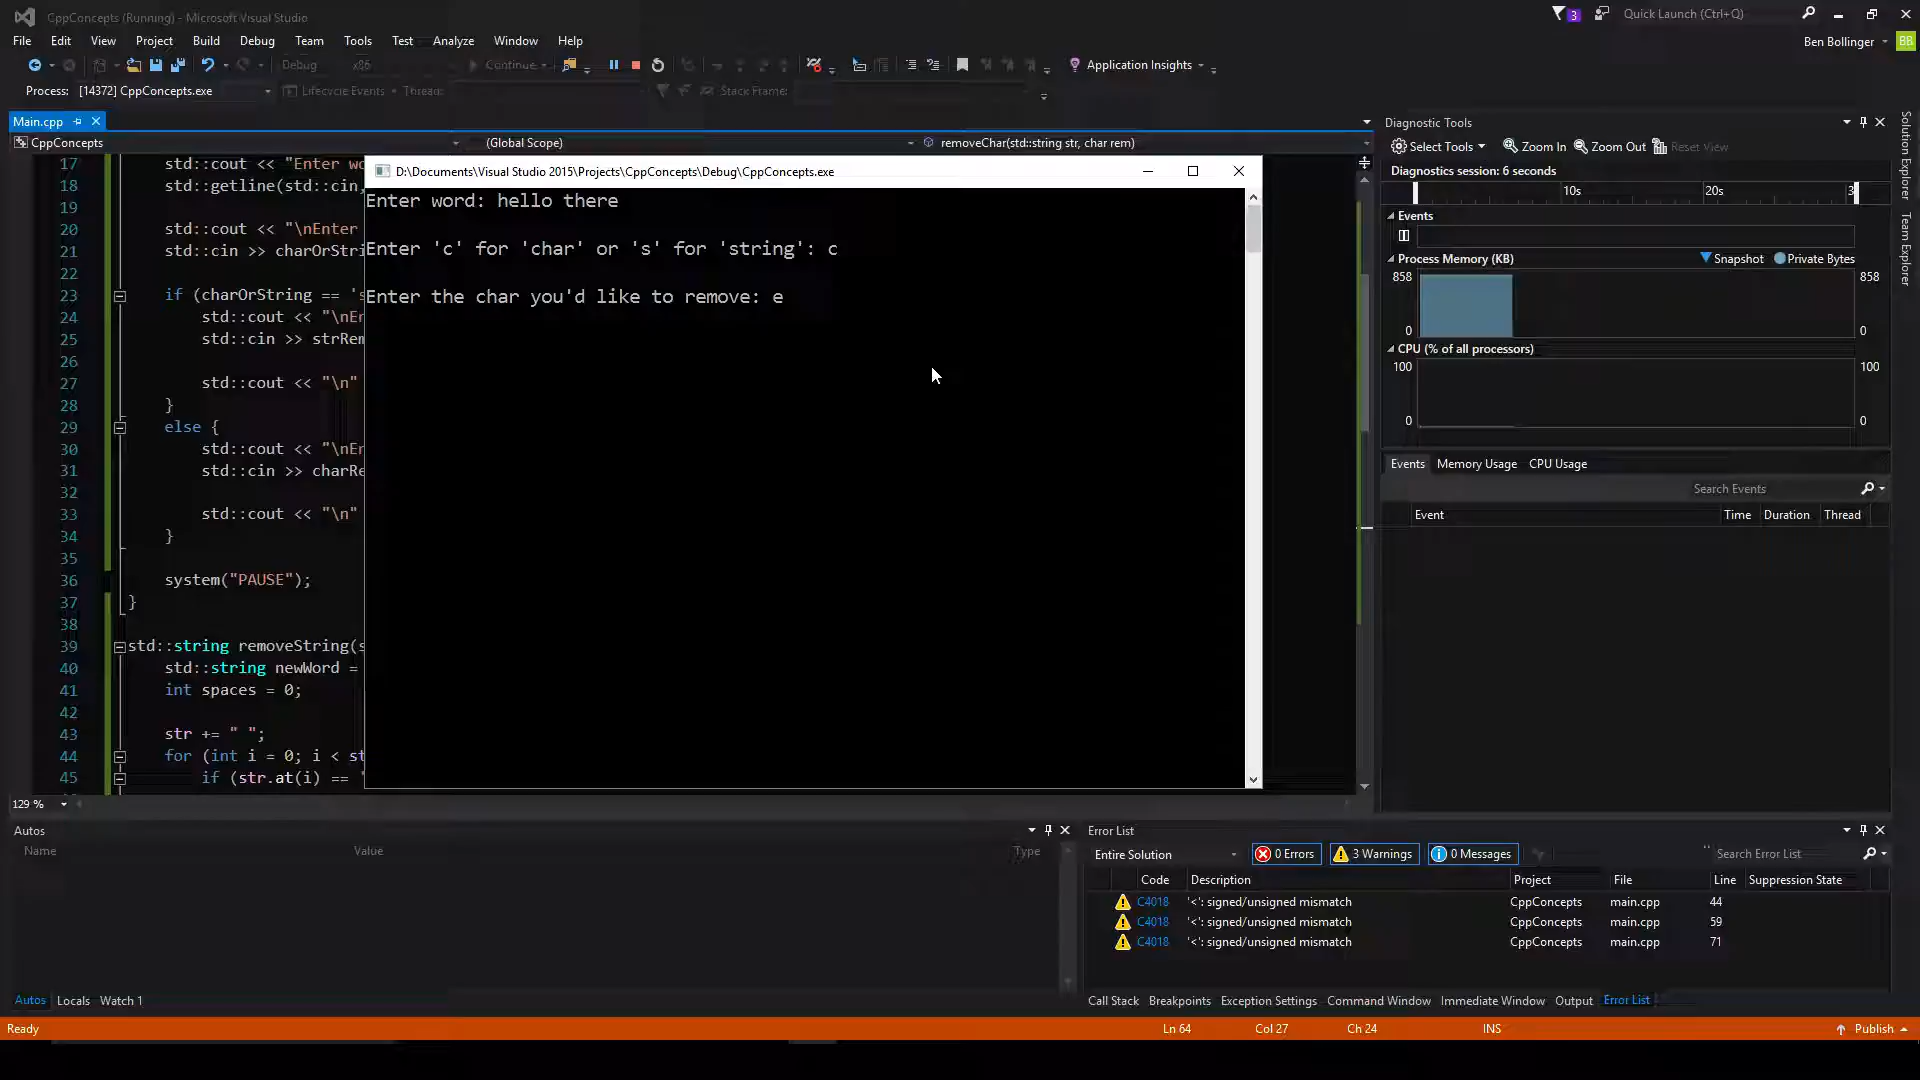 CppConcepts (Running) - Microsoft Visual Studio
3
Quick Launch (Ctrl+Q)
File Edit View Project Build Debug Team Tools Test Analyze Window Help
Ben Bollinger BB
Debug x86 Continue Application Insights
Process: [14372] CppConcepts.exe Lifecycle Events Thread: Stack Frame:
Main.cpp
CppConcepts (Global Scope) removeChar(std::string str, char rem)
17 std::cout << "Enter wo
18 std::getline(std::cin,
19
20 std::cout << "\nEnter
21 std::cin >> charOrStri
22
23 if (charOrString == 's
24 std::cout << "\nEn
25 std::cin >> strRem
26
27 std::cout << "\n"
28 }
29 else {
30 std::cout << "\nEn
31 std::cin >> charRe
32
33 std::cout << "\n"
34 }
35
36 system("PAUSE");
37 }
38
39 std::string removeString(s
40 std::string newWord =
41 int spaces = 0;
42
43 str += " ";
44 for (int i = 0; i < st
45 if (str.at(i) == '
129 %
D:\Documents\Visual Studio 2015\Projects\CppConcepts\Debug\CppConcepts.exe
Enter word: hello there
Enter 'c' for 'char' or 's' for 'string': c
Enter the char you'd like to remove: e
Diagnostic Tools
Select Tools Zoom In Zoom Out Reset View
Diagnostics session: 6 seconds
10s 20s 3
Events
Process Memory (KB) Snapshot Private Bytes
858 858
0 0
CPU (% of all processors)
100 100
0 0
Events Memory Usage CPU Usage
Search Events
Event Time Duration Thread
Solution Explorer
Team Explorer
Autos
Name Value Type
Autos Locals Watch 1
Error List
Entire Solution 0 Errors 3 Warnings 0 Messages Search Error List
Code Description Project File Line Suppression State
C4018 '<': signed/unsigned mismatch CppConcepts main.cpp 44
C4018 '<': signed/unsigned mismatch CppConcepts main.cpp 59
C4018 '<': signed/unsigned mismatch CppConcepts main.cpp 71
Call Stack Breakpoints Exception Settings Command Window Immediate Window Output Error List
Ready Ln 64 Col 27 Ch 24 INS Publish